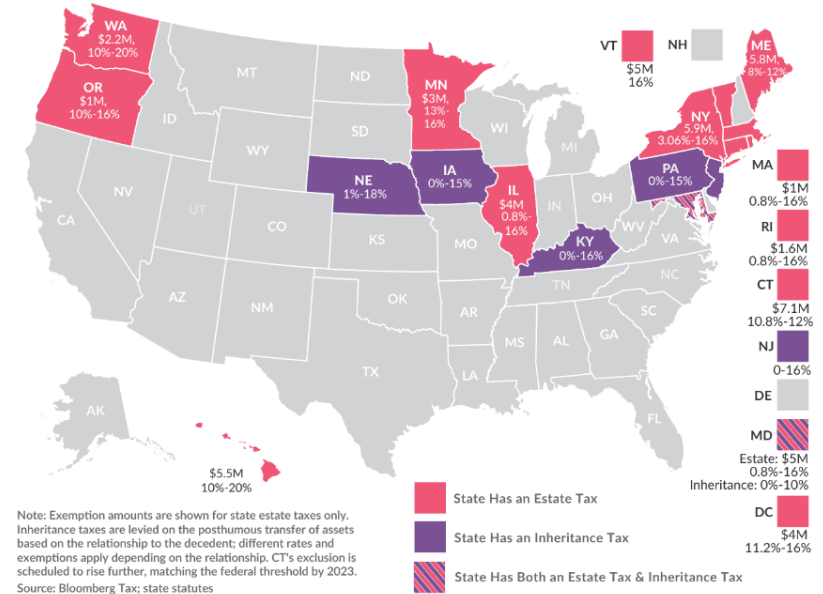 WA
$2.2M,
10%-20%
OR
$1M,
10%-16%
MT
ID
WY
NV
UT
CA
AZ
CO
NM
ND
SD
NE
1%-18%
KS
OK
TX
MN
$3M,
13%-
16%
IA
0%-15%
MO
AR
LA
WI
IL
$4M
0.8%-
16%
MI
IN
OH
KY
0%-16%
TN
MS
AL
GA
FL
SC
NC
VA
WV
PA
0%-15%
NY
5.9M,
3.06%-16%
VT
$5M
16%
NH
ME
5.8M,
8%-12%
MA
$1M
0.8%-16%
RI
$1.6M
0.8%-16%
CT
$7.1M
10.8%-12%
NJ
0-16%
DE
MD
Estate: $5M
0.8%-16%
Inheritance: 0%-10%
DC
$4M
11.2%-16%
AK
$5.5M
10%-20%
State Has an Estate Tax
State Has an Inheritance Tax
State Has Both an Estate Tax & Inheritance Tax
Note: Exemption amounts are shown for state estate taxes only.
Inheritance taxes are levied on the posthumous transfer of assets
based on the relationship to the decedent; different rates and
exemptions apply depending on the relationship. CT's exclusion is
scheduled to rise further, matching the federal threshold by 2023.
Source: Bloomberg Tax; state statutes